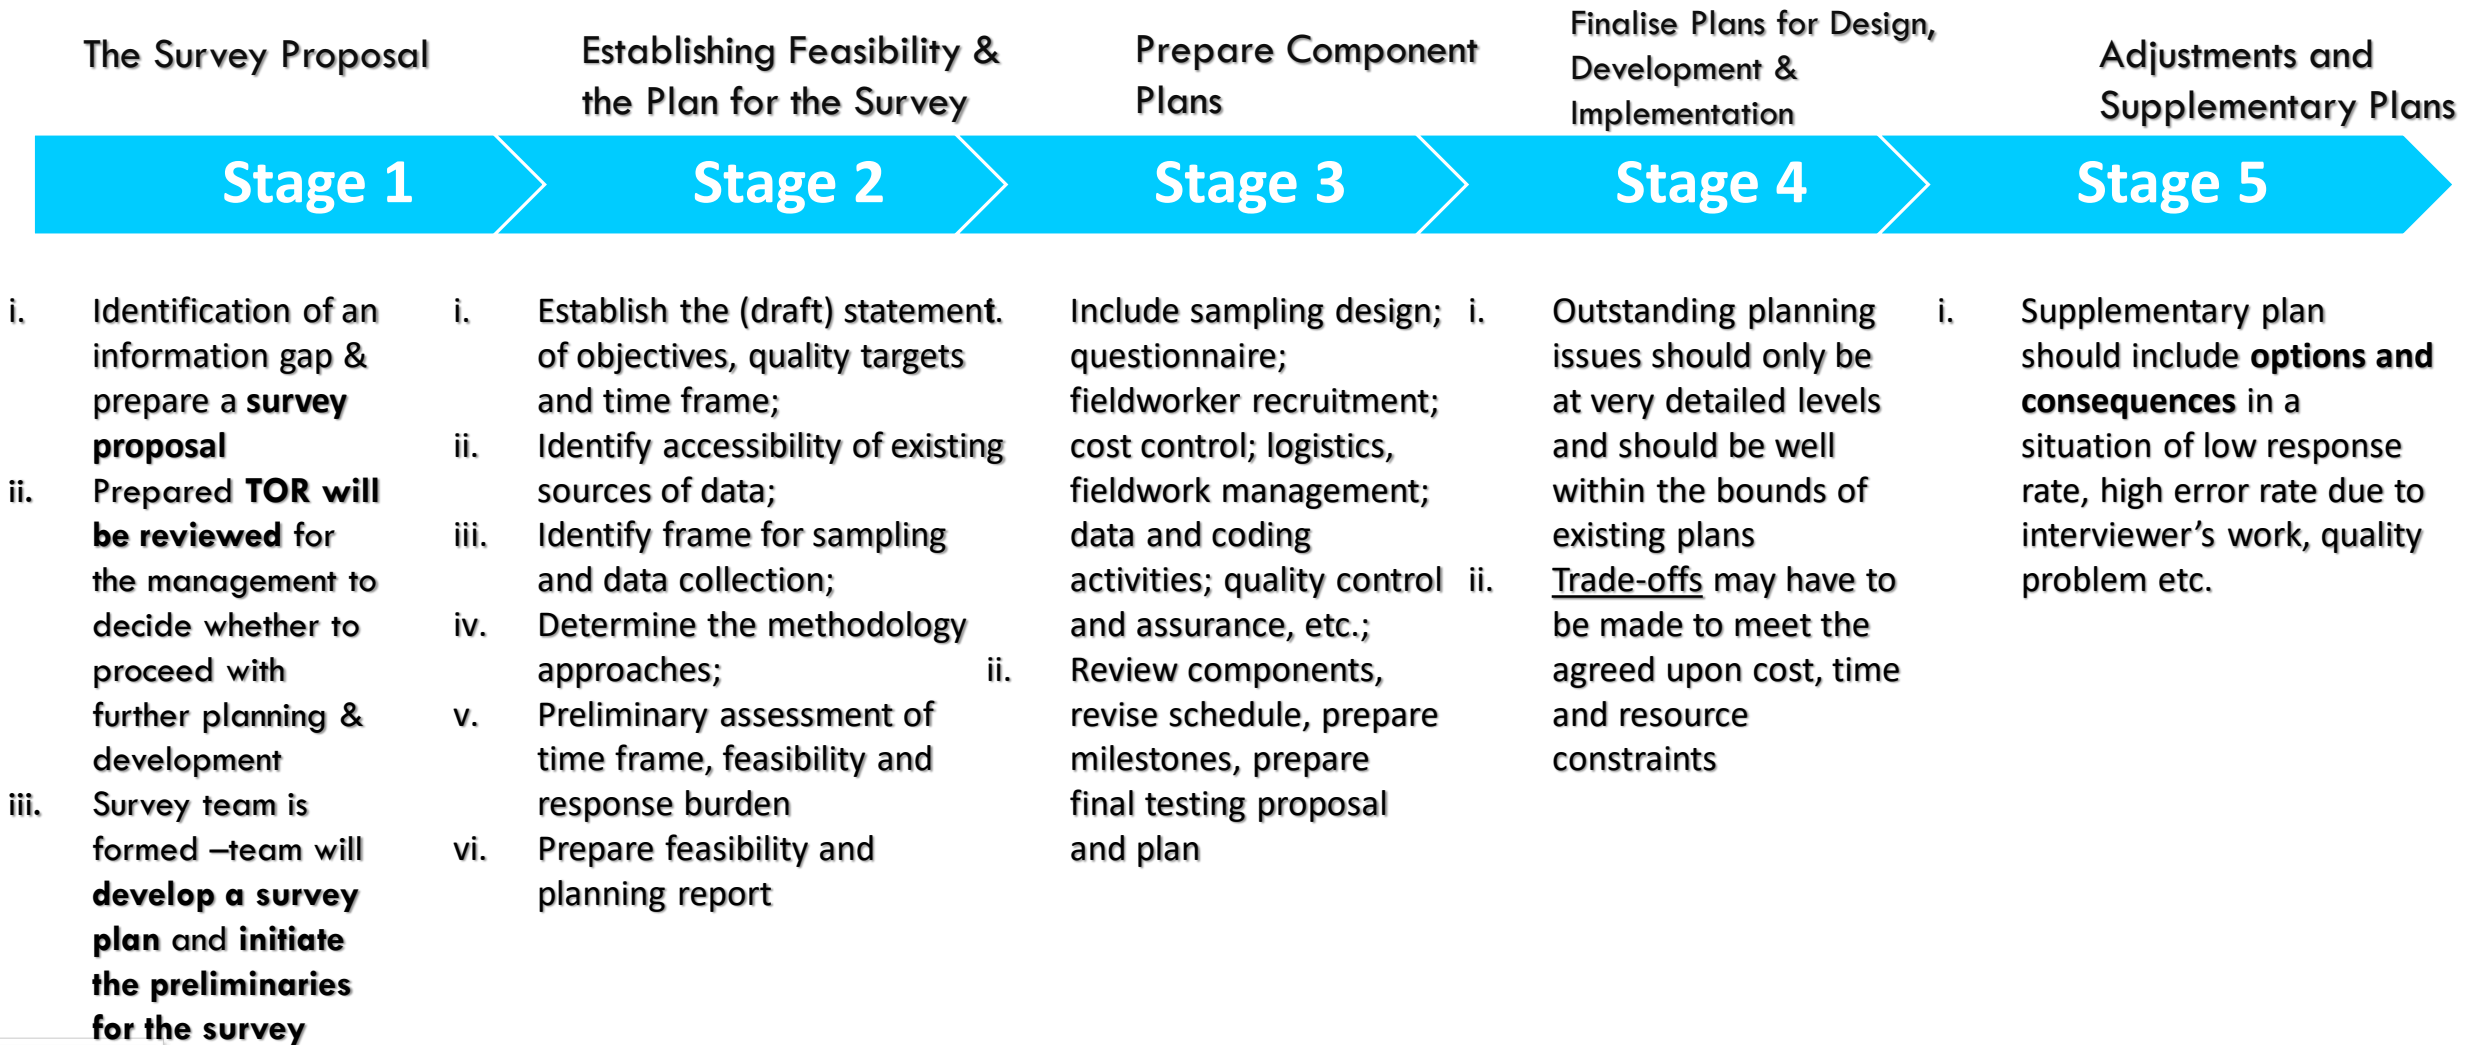 The Survey Proposal
Establishing Feasibility &
the Plan for the Survey
Prepare Component
Plans
Finalise Plans for Design,
Development &
Implementation
Adjustments and
Supplementary Plans
Stage 1
Stage 2
Stage 3
Stage 4
Stage 5
i. Identification of an
information gap &
prepare a survey
proposal
ii. Prepared TOR will
be reviewed for
the management to
decide whether to
proceed with
further planning &
development
iii. Survey team is
formed –team will
develop a survey
plan and initiate
the preliminaries
for the survey
i. Establish the (draft) statement
of objectives, quality targets
and time frame;
ii. Identify accessibility of existing
sources of data;
iii. Identify frame for sampling
and data collection;
iv. Determine the methodology
approaches;
v. Preliminary assessment of
time frame, feasibility and
response burden
vi. Prepare feasibility and
planning report
i. Include sampling design;
questionnaire;
fieldworker recruitment;
cost control; logistics,
fieldwork management;
data and coding
activities; quality control
and assurance, etc.;
ii. Review components,
revise schedule, prepare
milestones, prepare
final testing proposal
and plan
i. Outstanding planning
issues should only be
at very detailed levels
and should be well
within the bounds of
existing plans
ii. Trade-offs may have to
be made to meet the
agreed upon cost, time
and resource
constraints
i. Supplementary plan
should include options and
consequences in a
situation of low response
rate, high error rate due to
interviewer’s work, quality
problem etc.